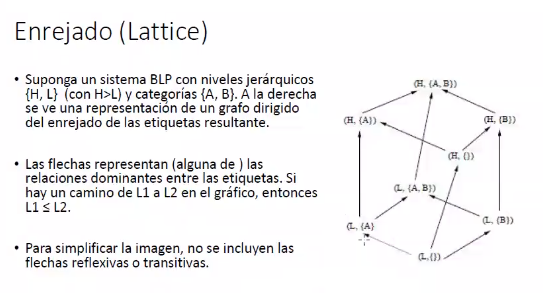 Enrejado (Lattice)
• Suponga un sistema BLP con niveles jerárquicos
{H, L} (con H>L) y categorías {A, B}. A la derecha
se ve una representación de un grafo dirigido
del enrejado de las etiquetas resultante.
• Las flechas representan (alguna de ) las
relaciones dominantes entre las etiquetas. Si
hay un camino de L1 a L2 en el gráfico, entonces
L1 ≤ L2.
• Para simplificar la imagen, no se incluyen las
flechas reflexivas o transitivas.
(H, {A, B})
(H, {A})
(H, {B})
(H, {})
(L, {A, B})
(L, {A}
(L, {B})
(L,{})